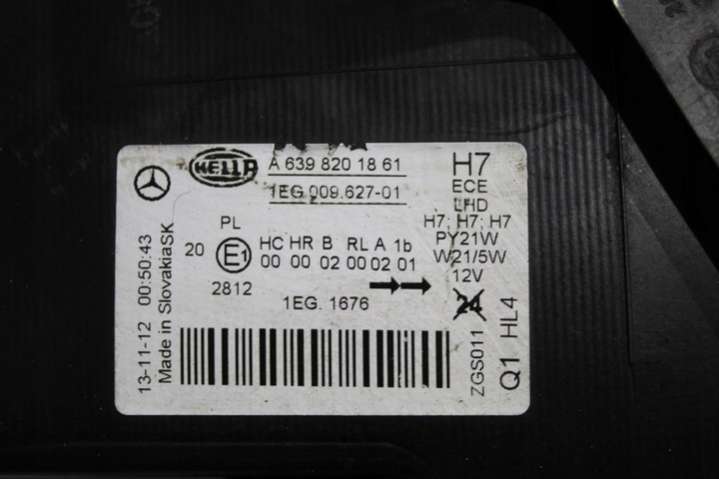 HELLA
A 639 820 18 61
1EG 009.627-01
H7
ECE
LHD
H7; H7; H7
PY21W
W21/5W
12V
24
PL
20 E1 HC HR B RL A 1b
00 00 02 00 02 01
2812
1EG. 1676
13-11-12 00:50:43
Made in SlovakiaSK
ZGS011
Q1 HL4